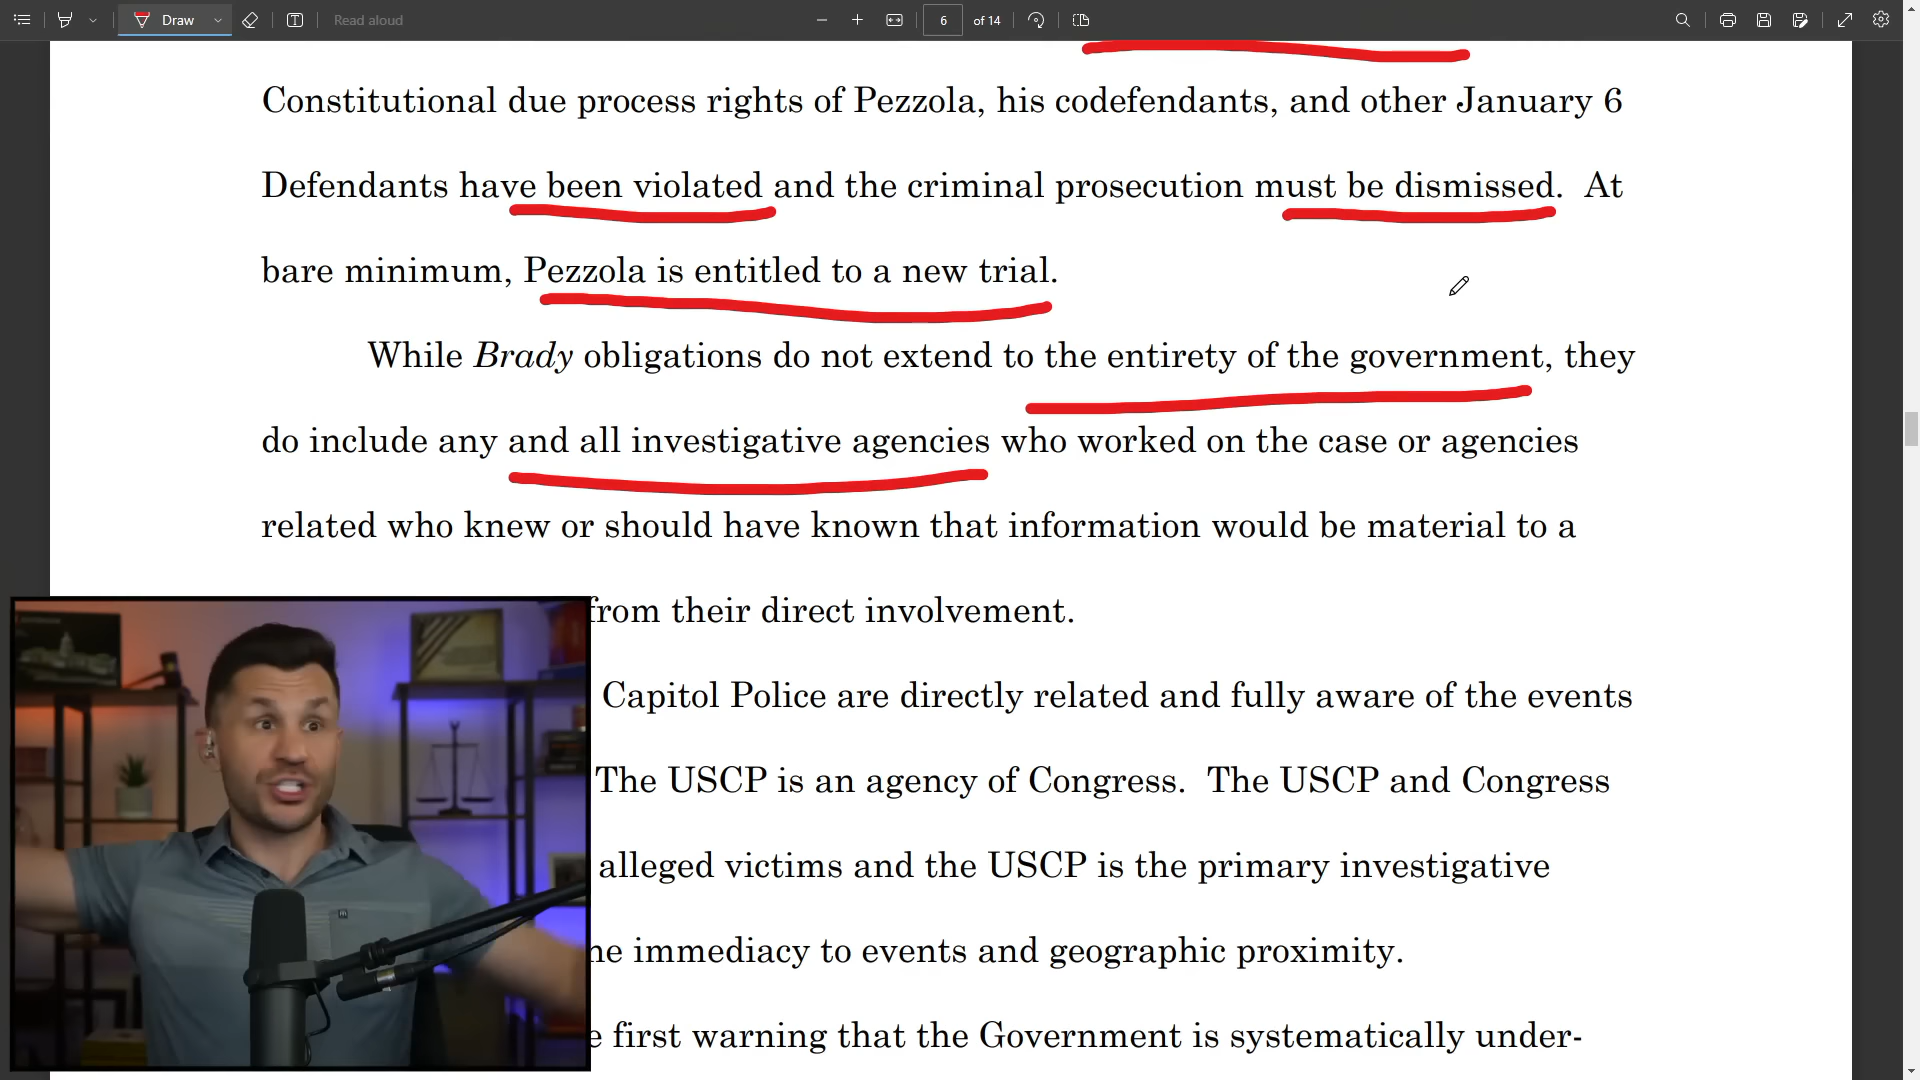 Draw
Read aloud
6 of 14
Constitutional due process rights of Pezzola, his codefendants, and other January 6
Defendants have been violated and the criminal prosecution must be dismissed. At
bare minimum, Pezzola is entitled to a new trial.
While Brady obligations do not extend to the entirety of the government, they
do include any and all investigative agencies who worked on the case or agencies
related who knew or should have known that information would be material to a
from their direct involvement.
Capitol Police are directly related and fully aware of the events
The USCP is an agency of Congress. The USCP and Congress
alleged victims and the USCP is the primary investigative
immediacy to events and geographic proximity.
first warning that the Government is systematically under-